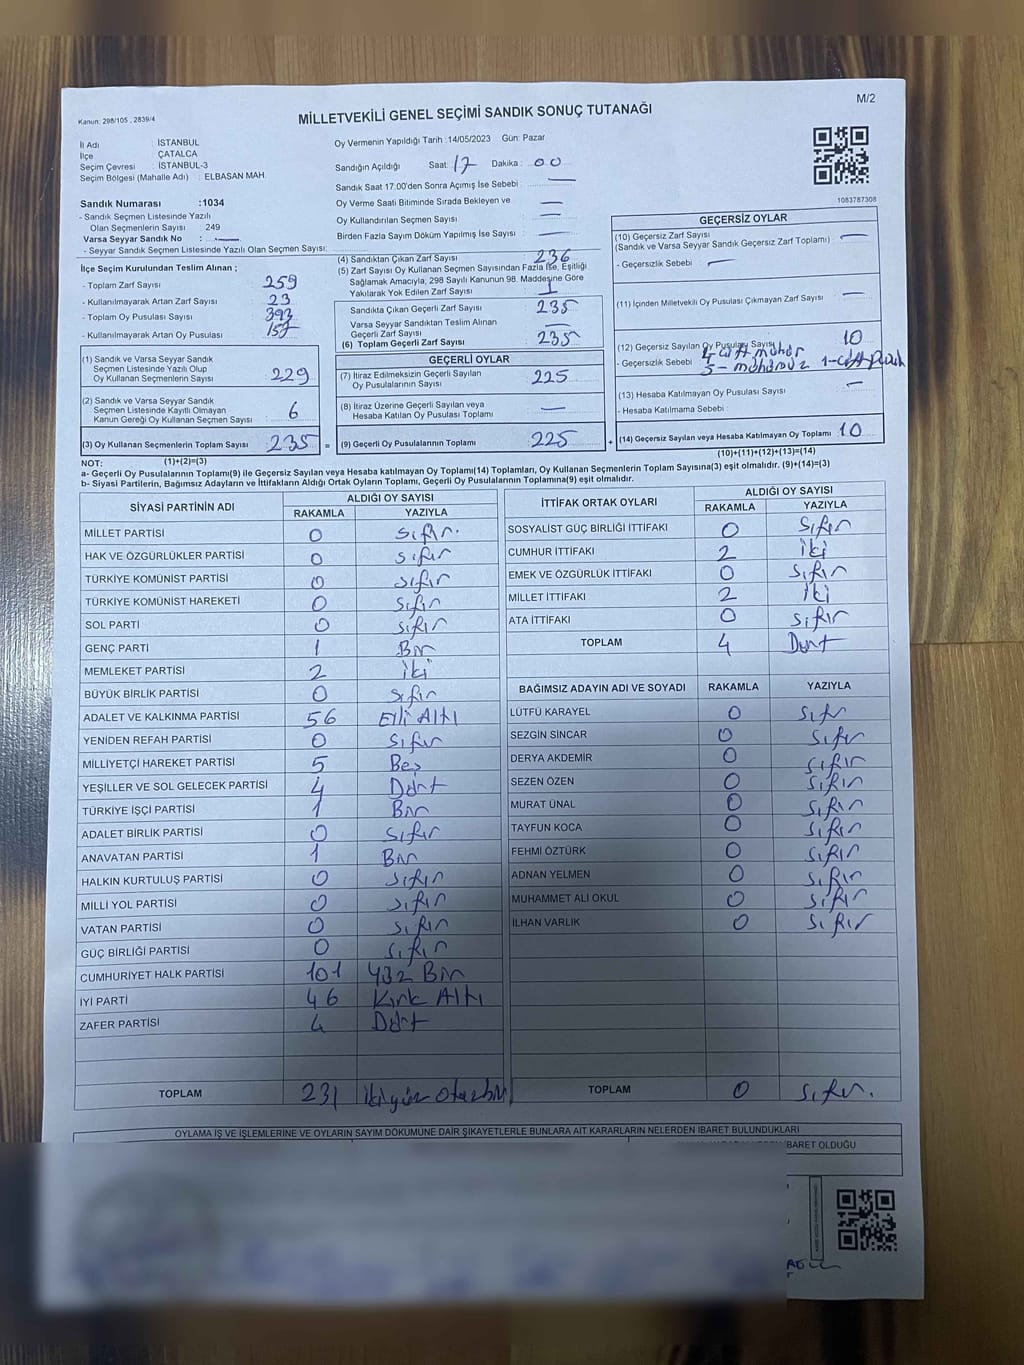 M/2
Kanun: 298/105 , 2839/4
MİLLETVEKİLİ GENEL SEÇİMİ SANDIK SONUÇ TUTANAĞI
İl Adı : İSTANBUL
İlçe : ÇATALCA
Seçim Çevresi : İSTANBUL-3
Seçim Bölgesi (Mahalle Adı) : ELBASAN MAH.
Sandık Numarası :1034
- Sandık Seçmen Listesinde Yazılı
Olan Seçmenlerin Sayısı 249
Varsa Seyyar Sandık No : -
- Seyyar Sandık Seçmen Listesinde Yazılı Olan Seçmen Sayısı:
Oy Vermenin Yapıldığı Tarih :14/05/2023 Gün: Pazar
Sandığın Açıldığı Saat: 17 Dakika : 00
Sandık Saat 17.00'den Sonra Açımış İse Sebebi : —
Oy Verme Saati Bitiminde Sırada Bekleyen ve —
Oy Kullandırılan Seçmen Sayısı —
Birden Fazla Sayım Döküm Yapılmış İse Sayısı —
1083787308
İlçe Seçim Kurulundan Teslim Alınan ;
- Toplam Zarf Sayısı 259
- Kullanılmayarak Artan Zarf Sayısı 23
- Toplam Oy Pusulası Sayısı 393
- Kullanılmayarak Artan Oy Pusulası 157
(1) Sandık ve Varsa Seyyar Sandık
Seçmen Listesinde Yazılı Olup
Oy Kullanan Seçmenlerin Sayısı 229
(2) Sandık ve Varsa Seyyar Sandık
Seçmen Listesinde Kayıtlı Olmayan
Kanun Gereği Oy Kullanan Seçmen Sayısı : 6
(3) Oy Kullanan Seçmenlerin Toplam Sayısı 235 =
(1)+(2)=(3)
(4) Sandıktan Çıkan Zarf Sayısı 236
(5) Zarf Sayısı Oy Kullanan Seçmen Sayısından Fazla İse, Eşitliği
Sağlamak Amacıyla, 298 Sayılı Kanunun 98. Maddesine Göre
Yakılarak Yok Edilen Zarf Sayısı 1
Sandıkta Çıkan Geçerli Zarf Sayısı 235
Varsa Seyyar Sandıktan Teslim Alınan
Geçerli Zarf Sayısı —
(6) Toplam Geçerli Zarf Sayısı 235
GEÇERLİ OYLAR
(7) İtiraz Edilmeksizin Geçerli Sayılan
Oy Pusulalarının Sayısı 225
(8) İtiraz Üzerine Geçerli Sayılan veya
Hesaba Katılan Oy Pusulası Toplamı —
(9) Geçerli Oy Pusulalarının Toplamı 225 +
GEÇERSİZ OYLAR
(10) Geçersiz Zarf Sayısı —
(Sandık ve Varsa Seyyar Sandık Geçersiz Zarf Toplamı)
- Geçersizlik Sebebi —
(11) İçinden Milletvekili Oy Pusulası Çıkmayan Zarf Sayısı —
(12) Geçersiz Sayılan Oy Pusulası Sayısı 10
- Geçersizlik Sebebi 4 çift mühür
5 - mühürsüz 1-çift pusula
(13) Hesaba Katılmayan Oy Pusulası Sayısı —
- Hesaba Katılmama Sebebi
(14) Geçersiz Sayılan veya Hesaba Katılmayan Oy Toplamı 10
(10)+(11)+(12)+(13)=(14)
NOT:
a- Geçerli Oy Pusulalarının Toplamı(9) ile Geçersiz Sayılan veya Hesaba katılmayan Oy Toplamı(14) Toplamları, Oy Kullanan Seçmenlerin Toplam Sayısına(3) eşit olmalıdır. (9)+(14)=(3)
b- Siyasi Partilerin, Bağımsız Adayların ve İttifakların Aldığı Ortak Oyların Toplamı, Geçerli Oy Pusulalarının Toplamına(9) eşit olmalıdır.
SİYASİ PARTİNİN ADI ALDIĞI OY SAYISI
RAKAMLA YAZIYLA
MİLLET PARTİSİ 0 Sıfır.
HAK VE ÖZGÜRLÜKLER PARTİSİ 0 Sıfır
TÜRKİYE KOMÜNİST PARTİSİ 0 Sıfır
TÜRKİYE KOMÜNİST HAREKETİ 0 Sıfır
SOL PARTİ 0 Sıfır
GENÇ PARTİ 1 Bir
MEMLEKET PARTİSİ 2 iki
BÜYÜK BİRLİK PARTİSİ 0 Sıfır
ADALET VE KALKINMA PARTİSİ 56 Elli Altı
YENİDEN REFAH PARTİSİ 0 Sıfır
MİLLİYETÇİ HAREKET PARTİSİ 5 Beş
YEŞİLLER VE SOL GELECEK PARTİSİ 4 Dört
TÜRKİYE İŞÇİ PARTİSİ 1 Bir
ADALET BİRLİK PARTİSİ 0 Sıfır
ANAVATAN PARTİSİ 1 Bir
HALKIN KURTULUŞ PARTİSİ 0 Sıfır
MİLLİ YOL PARTİSİ 0 Sıfır
VATAN PARTİSİ 0 Sıfır
GÜÇ BİRLİĞİ PARTİSİ 0 Sıfır
CUMHURİYET HALK PARTİSİ 101 Bir
İYİ PARTİ 46 Kırk Altı
ZAFER PARTİSİ 4 Dört
TOPLAM 231 ikiyüz otuzbir
İTTİFAK ORTAK OYLARI ALDIĞI OY SAYISI
RAKAMLA YAZIYLA
SOSYALİST GÜÇ BİRLİĞİ İTTİFAKI 0 Sıfır
CUMHUR İTTİFAKI 2 iki
EMEK VE ÖZGÜRLÜK İTTİFAKI 0 Sıfır
MİLLET İTTİFAKI 2 iki
ATA İTTİFAKI 0 Sıfır
TOPLAM 4 Dört
BAĞIMSIZ ADAYIN ADI VE SOYADI RAKAMLA YAZIYLA
LÜTFÜ KARAYEL 0 Sıfır
SEZGİN SİNCAR 0 Sıfır
DERYA AKDEMİR 0 Sıfır
SEZEN ÖZEN 0 Sıfır
MURAT ÜNAL 0 Sıfır
TAYFUN KOCA 0 Sıfır
FEHMİ ÖZTÜRK 0 Sıfır
ADNAN YELMEN 0 Sıfır
MUHAMMET ALİ OKUL 0 Sıfır
İLHAN VARLIK 0 Sıfır
TOPLAM 0 Sıfır.
OYLAMA İŞ VE İŞLEMLERİNE VE OYLARIN SAYIM DÖKÜMÜNE DAİR ŞİKAYETLERLE BUNLARA AİT KARARLARIN NELERDEN İBARET BULUNDUKLARI
BARET OLDUĞU